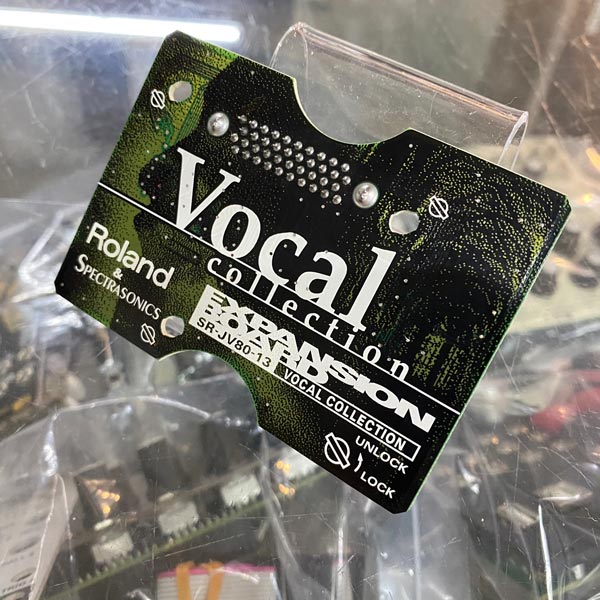 Vocal
collection
Roland
&
SPECTRASONICS
EXPANSION
BOARD
SR-JV80-13 VOCAL COLLECTION
UNLOCK
LOCK